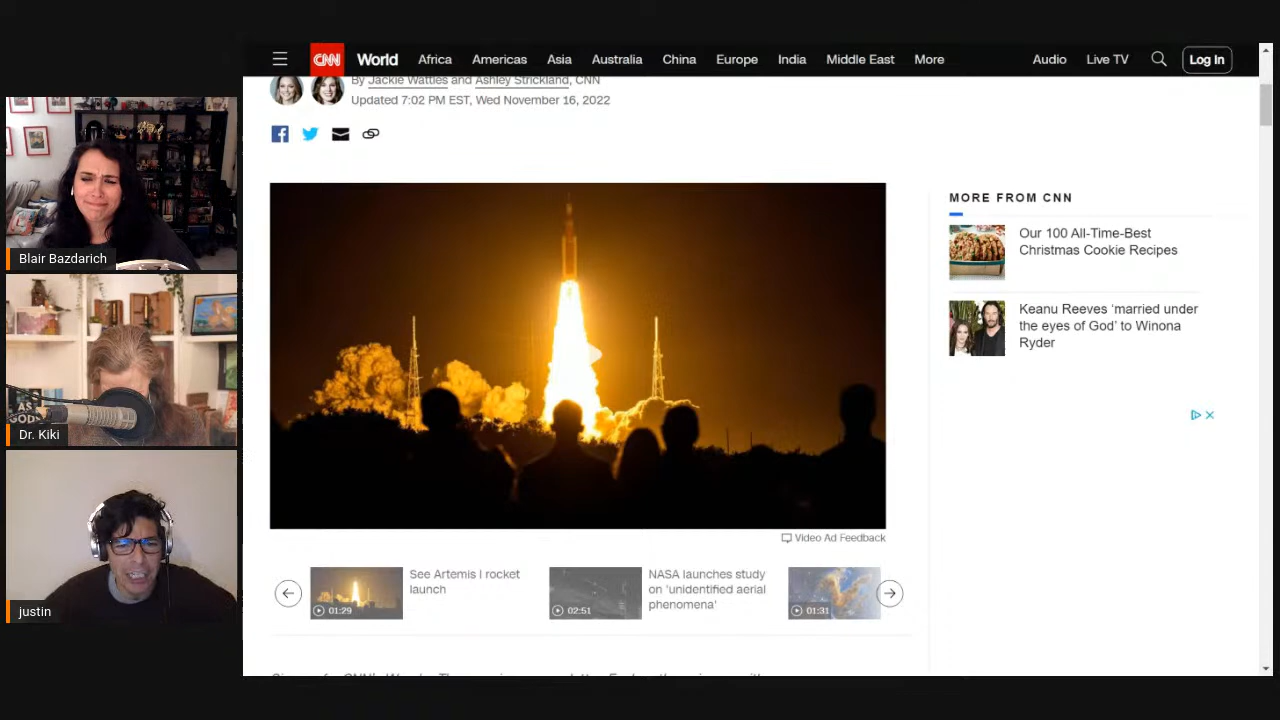 CNN World Africa Americas Asia Australia China Europe India Middle East More Audio Live TV Log In
By Jackie Wattles and Ashley Strickland, CNN
Updated 7:02 PM EST, Wed November 16, 2022
Blair Bazdarich
AS
GOD
Dr. Kiki
justin
Video Ad Feedback
See Artemis I rocket
launch
01:29
NASA launches study
on 'unidentified aerial
phenomena'
02:51
01:31
MORE FROM CNN
Our 100 All-Time-Best
Christmas Cookie Recipes
Keanu Reeves ‘married under
the eyes of God’ to Winona
Ryder